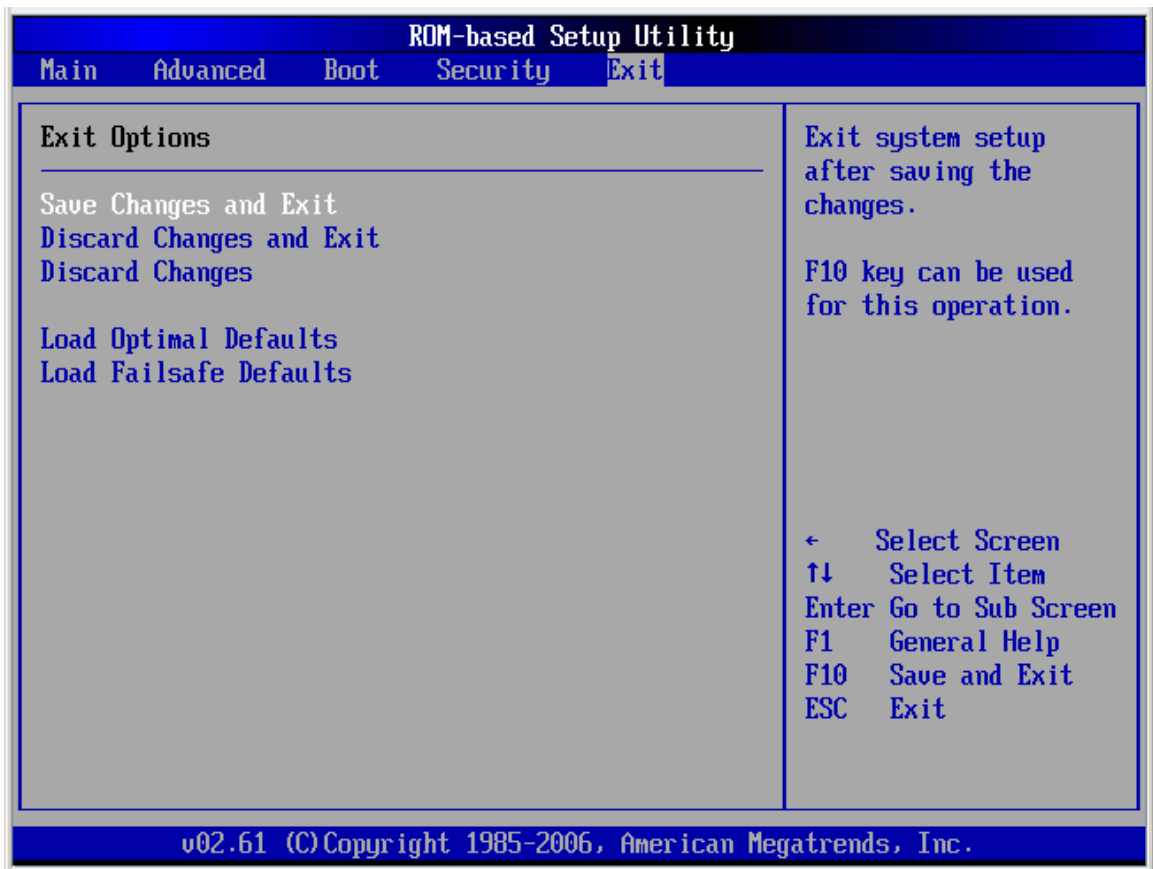 ROM-based Setup Utility
Main Advanced Boot Security Exit
Exit Options
Save Changes and Exit
Discard Changes and Exit
Discard Changes
Load Optimal Defaults
Load Failsafe Defaults
Exit system setup
after saving the
changes.
F10 key can be used
for this operation.
← Select Screen
↑↓ Select Item
Enter Go to Sub Screen
F1 General Help
F10 Save and Exit
ESC Exit
v02.61 (C)Copyright 1985-2006, American Megatrends, Inc.